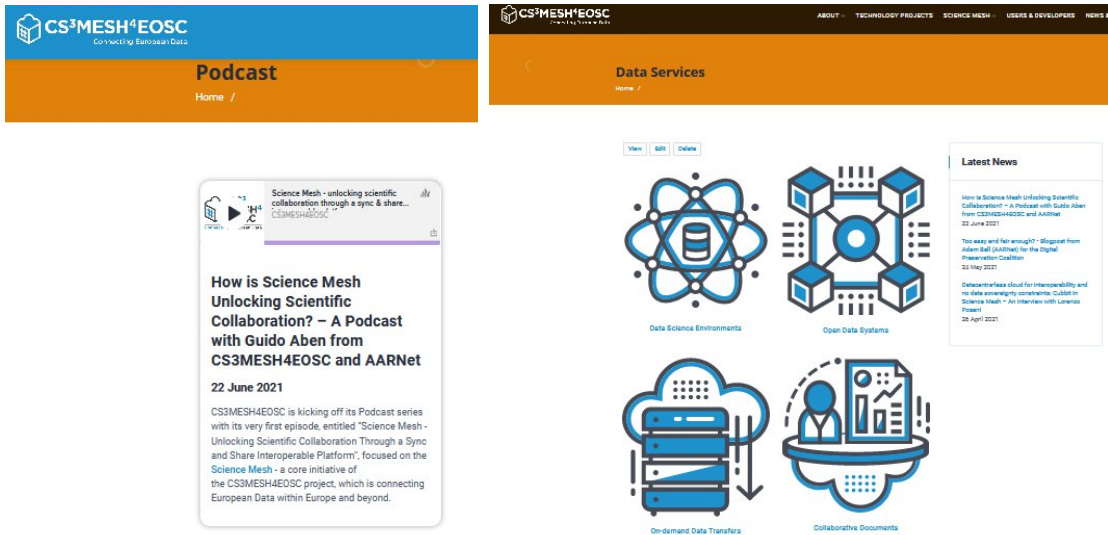 CS³MESH⁴EOSC
Connecting European Data
Podcast
Home /
Science Mesh - unlocking scientific
collaboration through a sync & share...
CS3MESH4EOSC
How is Science Mesh
Unlocking Scientific
Collaboration? – A Podcast
with Guido Aben from
CS3MESH4EOSC and AARNet
22 June 2021
CS3MESH4EOSC is kicking off its Podcast series
with its very first episode, entitled "Science Mesh -
Unlocking Scientific Collaboration Through a Sync
and Share Interoperable Platform", focused on the
Science Mesh - a core initiative of
the CS3MESH4EOSC project, which is connecting
European Data within Europe and beyond.
CS³MESH⁴EOSC
Connecting European Data
ABOUT TECHNOLOGY PROJECTS SCIENCE MESH USERS & DEVELOPERS NEWS
Data Services
Home /
View Edit Delete
Data Science Environments
Open Data Systems
On-demand Data Transfers
Collaborative Documents
Latest News
How is Science Mesh Unlocking Scientific
Collaboration? – A Podcast with Guido Aben
from CS3MESH4EOSC and AARNet
22 June 2021
Too easy and fair enough? - Blogpost from
Adam Bell (AARNet) for the Digital
Preservation Coalition
May 2021
Datacentreless cloud for interoperability and
no data sovereignty constraints: Cubbit in
Science Mesh – An interview with Lorenzo
Posani
April 2021